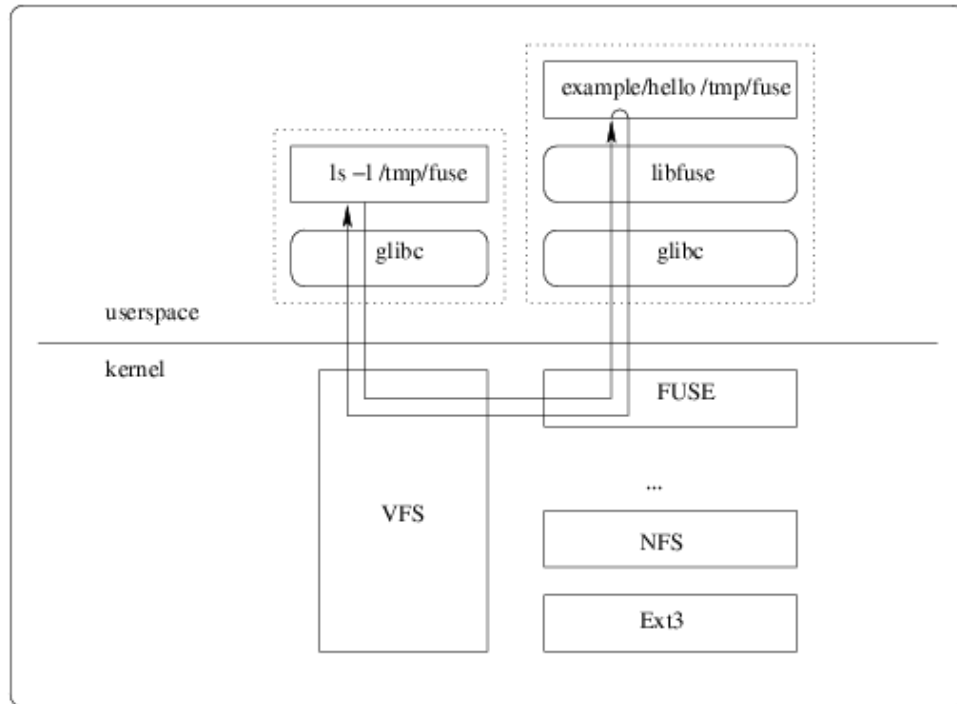 example/hello /tmp/fuse
ls –l /tmp/fuse
libfuse
glibc
glibc
userspace
kernel
FUSE
...
VFS
NFS
Ext3